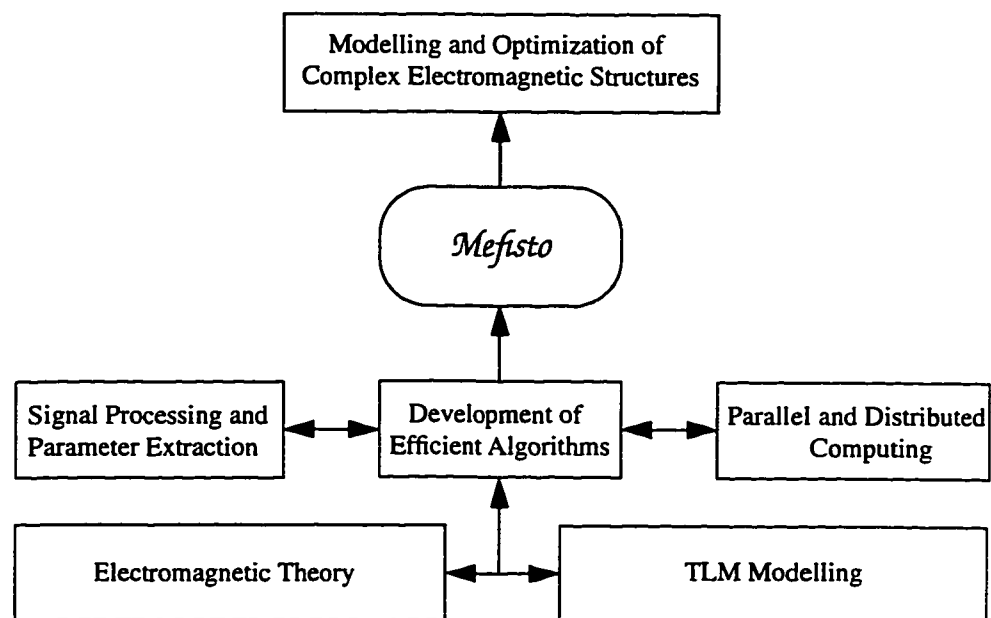 Modelling and Optimization of
Complex Electromagnetic Structures
Mefisto
Signal Processing and
Parameter Extraction
Development of
Efficient Algorithms
Parallel and Distributed
Computing
Electromagnetic Theory
TLM Modelling